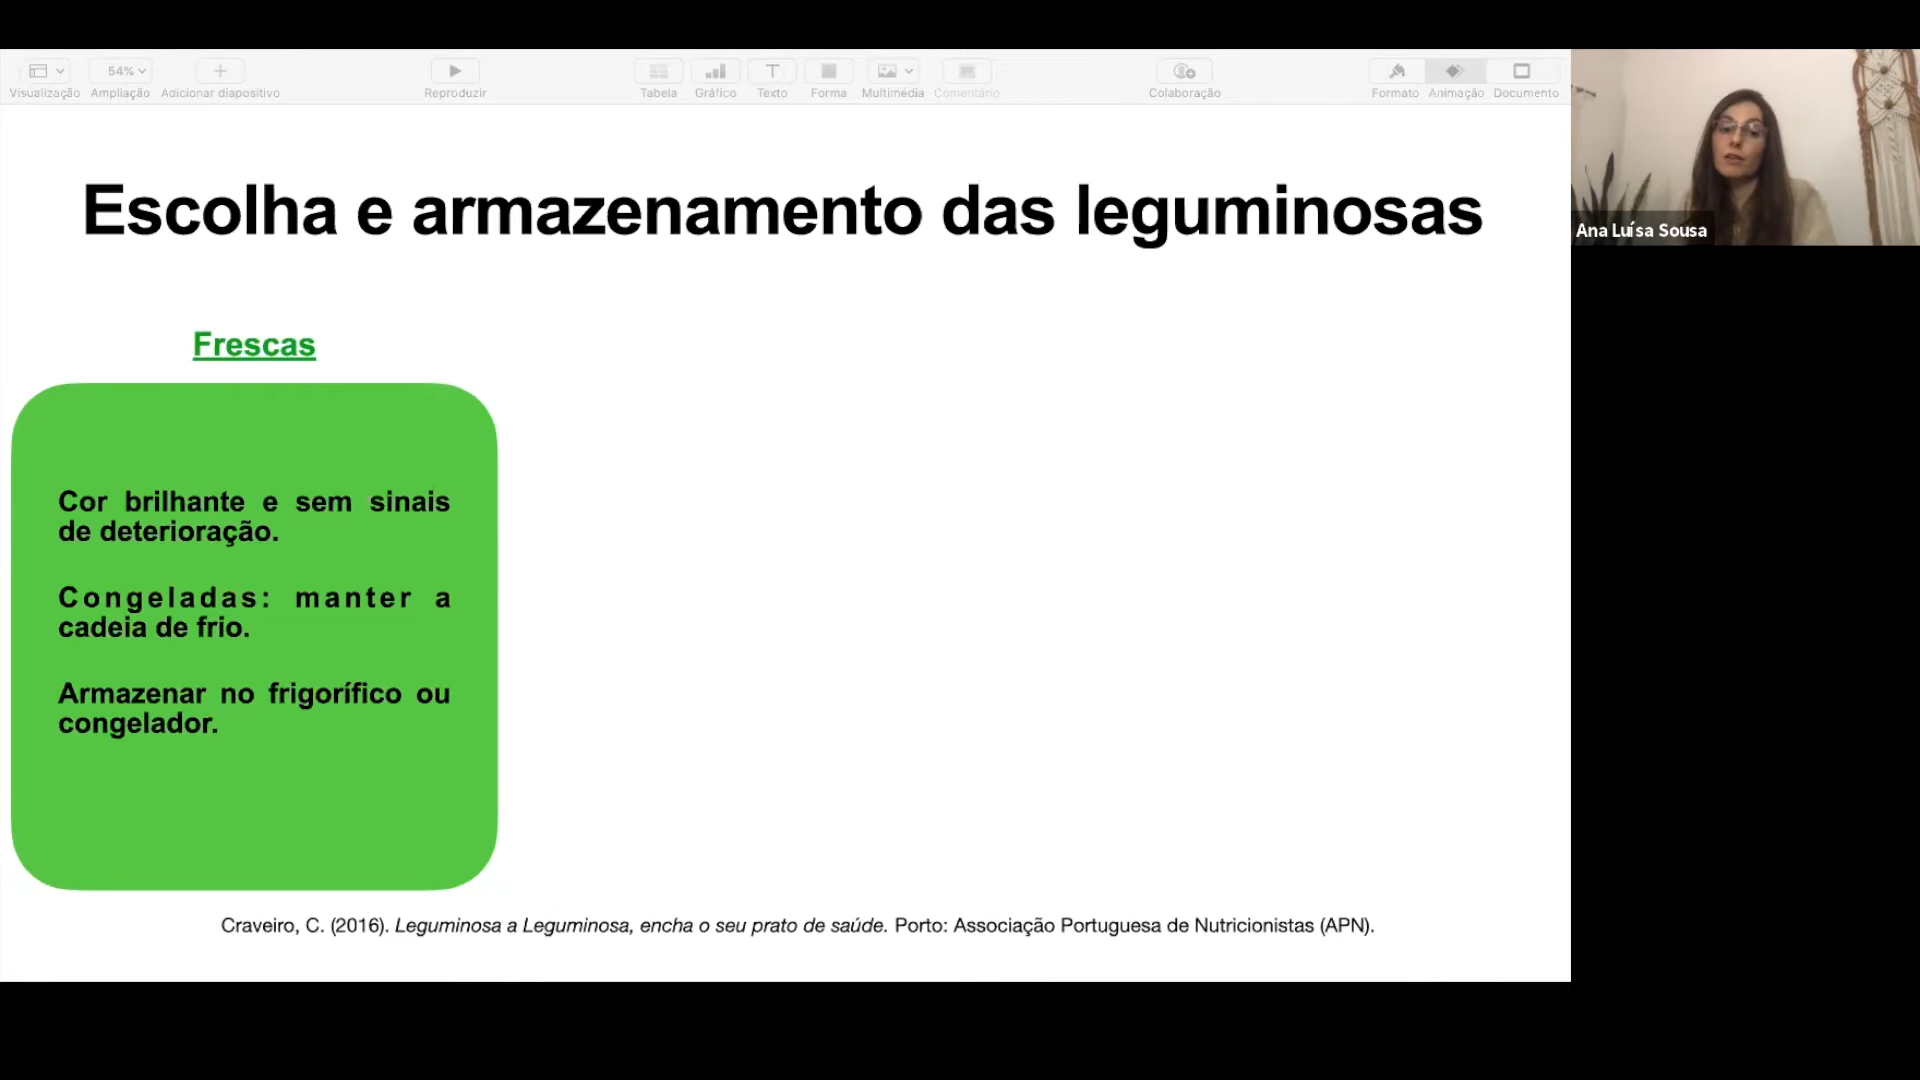 54%
Visualização Ampliação Adicionar diapositivo Reproduzir Tabela Gráfico Texto Forma Multimédia Comentário Colaboração Formato Animação Documento
Escolha e armazenamento das leguminosas
Ana Luísa Sousa
Frescas
Cor brilhante e sem sinais
de deterioração.
Congeladas: manter a
cadeia de frio.
Armazenar no frigorífico ou
congelador.
Craveiro, C. (2016). Leguminosa a Leguminosa, encha o seu prato de saúde. Porto: Associação Portuguesa de Nutricionistas (APN).